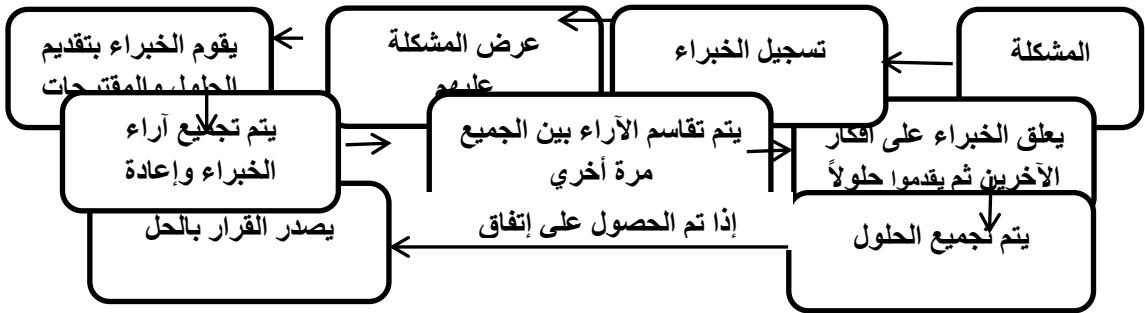 المشكلة
تسجيل الخبراء
عرض المشكلة
عليهم
يقوم الخبراء بتقديم
الحلول والمقترحات
يتم تجميع آراء
الخبراء وإعادة
يتم تقاسم الآراء بين الجميع
مرة أخري
يعلق الخبراء على أفكار
الآخرين ثم يقدموا حلولاً
يتم تجميع الحلول
إذا تم الحصول على إتفاق
يصدر القرار بالحل